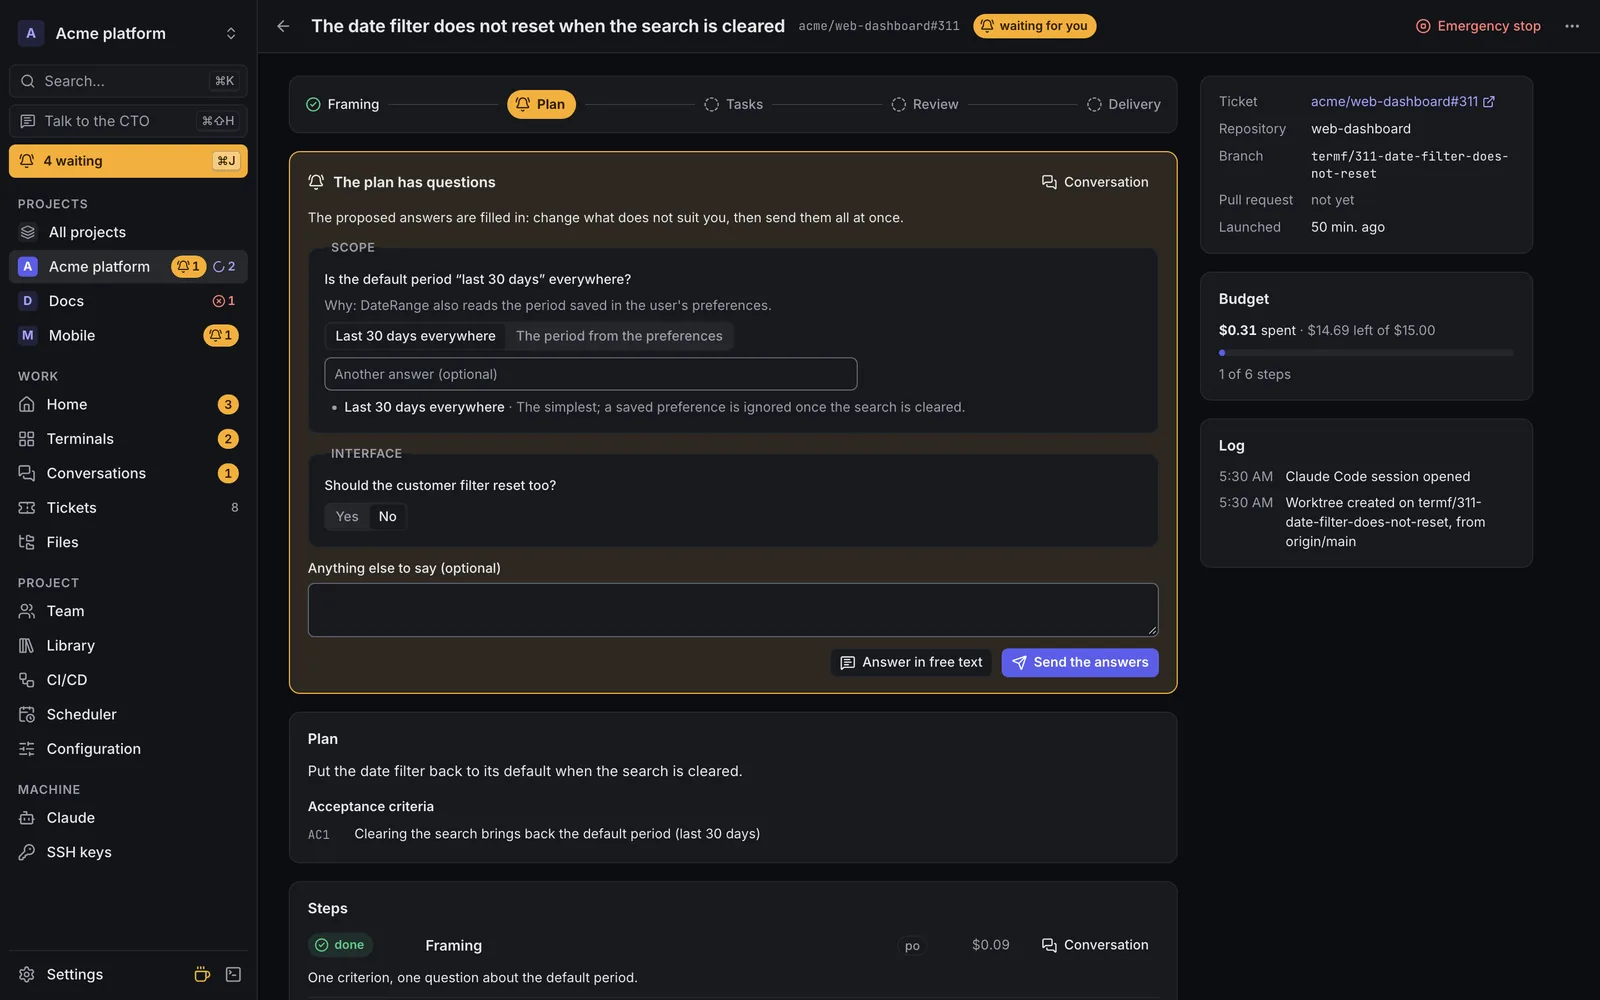 A Acme platform
Search... ⌘K
Talk to the CTO ⌘⇧H
4 waiting ⌘J
PROJECTS
All projects
A Acme platform 1 2
D Docs 1
M Mobile 1
WORK
Home 3
Terminals 2
Conversations 1
Tickets 8
Files
PROJECT
Team
Library
CI/CD
Scheduler
Configuration
MACHINE
Claude
SSH keys
Settings
The date filter does not reset when the search is cleared acme/web-dashboard#311 waiting for you
Emergency stop
Framing Plan Tasks Review Delivery
The plan has questions Conversation
The proposed answers are filled in: change what does not suit you, then send them all at once.
SCOPE
Is the default period “last 30 days” everywhere?
Why: DateRange also reads the period saved in the user's preferences.
Last 30 days everywhere The period from the preferences
Another answer (optional)
• Last 30 days everywhere · The simplest; a saved preference is ignored once the search is cleared.
INTERFACE
Should the customer filter reset too?
Yes No
Anything else to say (optional)
Answer in free text Send the answers
Plan
Put the date filter back to its default when the search is cleared.
Acceptance criteria
AC1 Clearing the search brings back the default period (last 30 days)
Steps
done Framing po $0.09 Conversation
One criterion, one question about the default period.
Ticket acme/web-dashboard#311
Repository web-dashboard
Branch termf/311-date-filter-does-
not-reset
Pull request not yet
Launched 50 min. ago
Budget
$0.31 spent · $14.69 left of $15.00
1 of 6 steps
Log
5:30 AM Claude Code session opened
5:30 AM Worktree created on termf/311-
date-filter-does-not-reset, from
origin/main